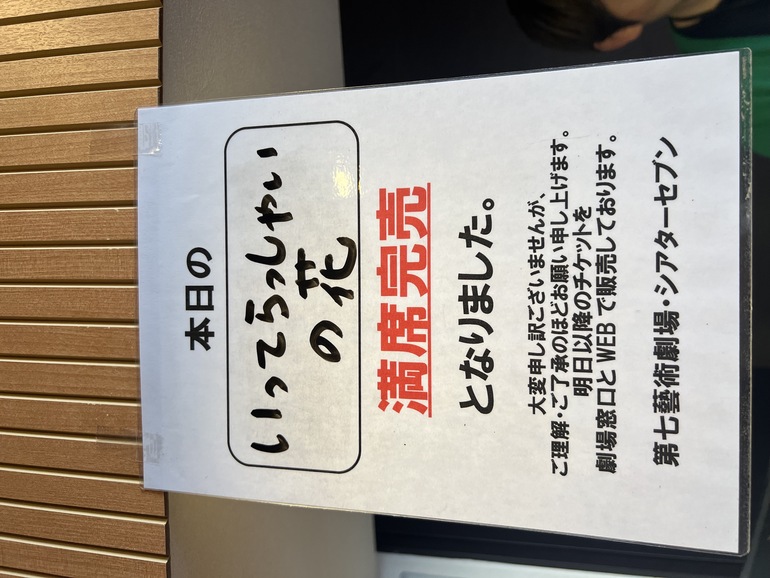 本日の
いってらっしゃい
の花
満席完売
となりました。
大変申し訳ございませんが、
ご理解・ご了承のほどお願い申し上げます。
明日以降のチケットを
劇場窓口とWEBで販売しております。
第七藝術劇場・シアターセブン